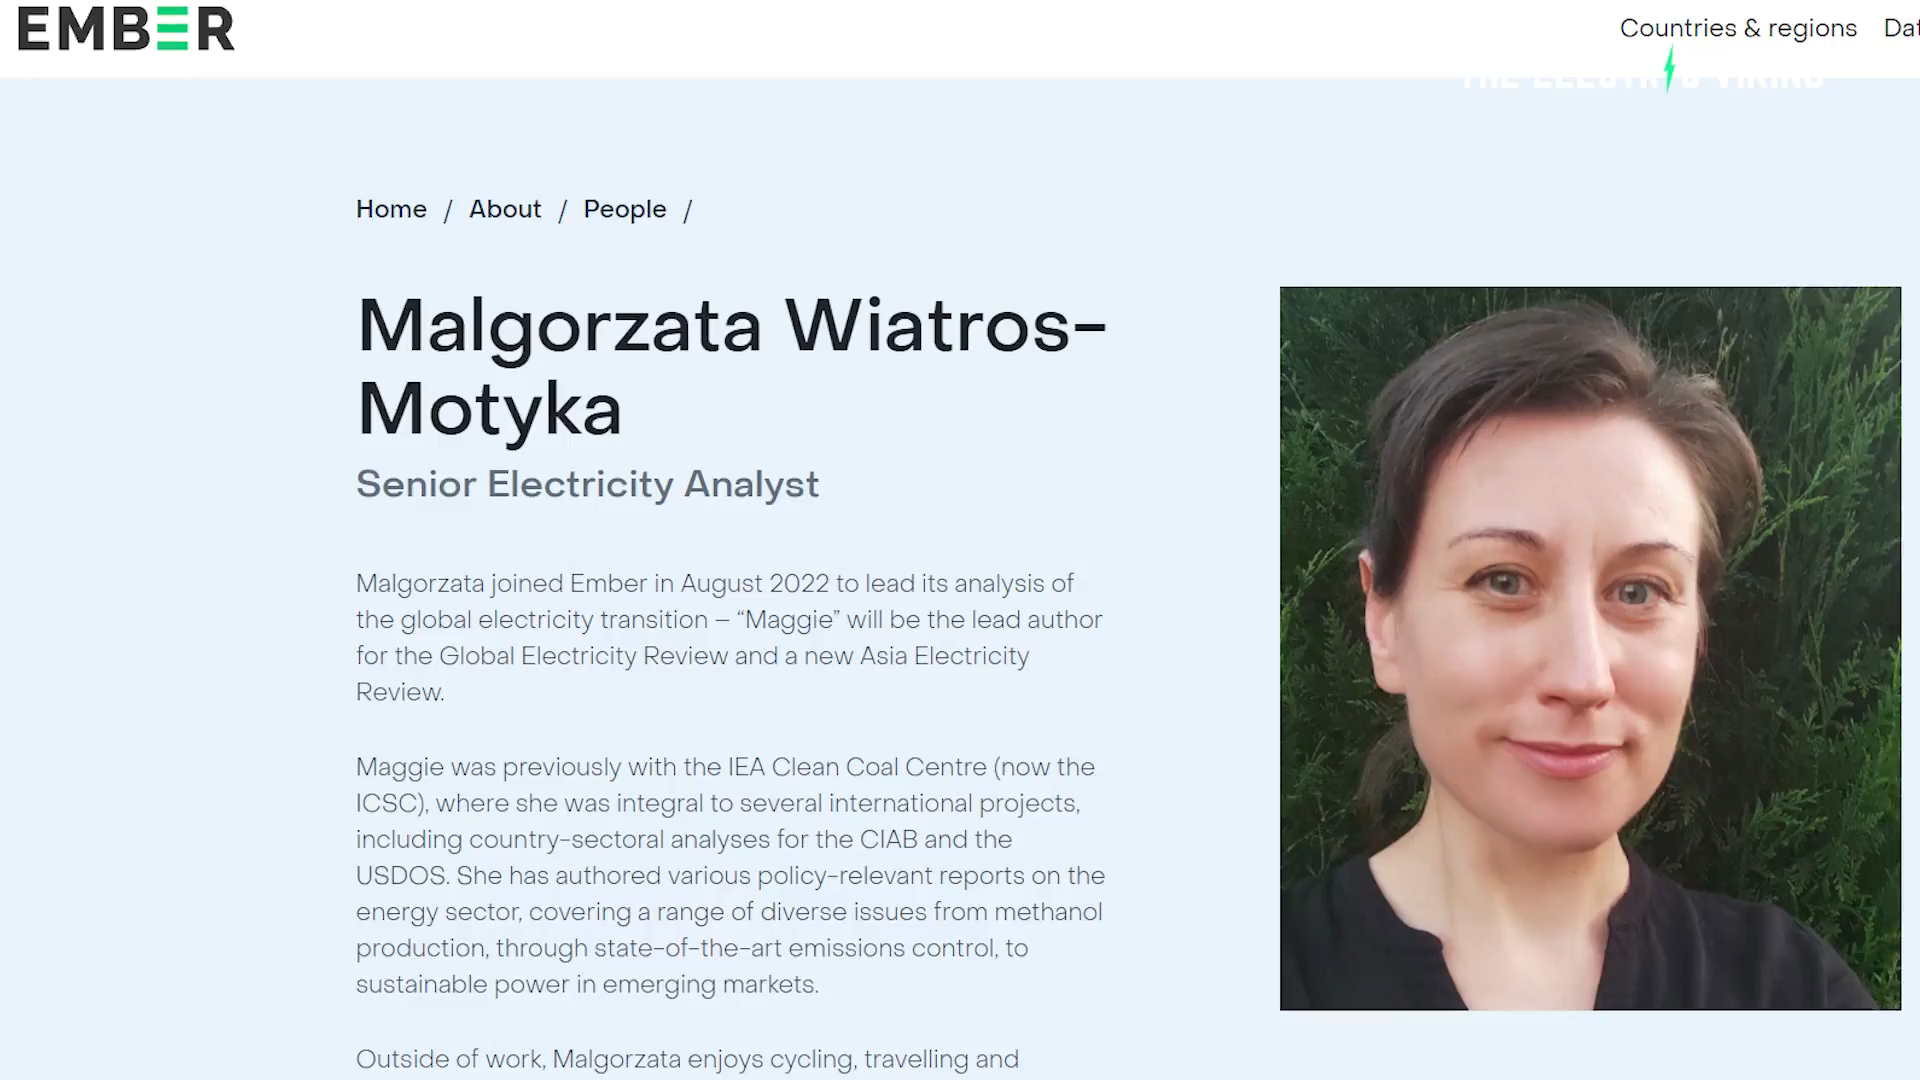 EMBER
Countries & regions Dat
THE ELECTRIC VIKING
Home / About / People /
Malgorzata Wiatros-
Motyka
Senior Electricity Analyst
Malgorzata joined Ember in August 2022 to lead its analysis of
the global electricity transition – “Maggie” will be the lead author
for the Global Electricity Review and a new Asia Electricity
Review.
Maggie was previously with the IEA Clean Coal Centre (now the
ICSC), where she was integral to several international projects,
including country-sectoral analyses for the CIAB and the
USDOS. She has authored various policy-relevant reports on the
energy sector, covering a range of diverse issues from methanol
production, through state-of-the-art emissions control, to
sustainable power in emerging markets.
Outside of work, Malgorzata enjoys cycling, travelling and